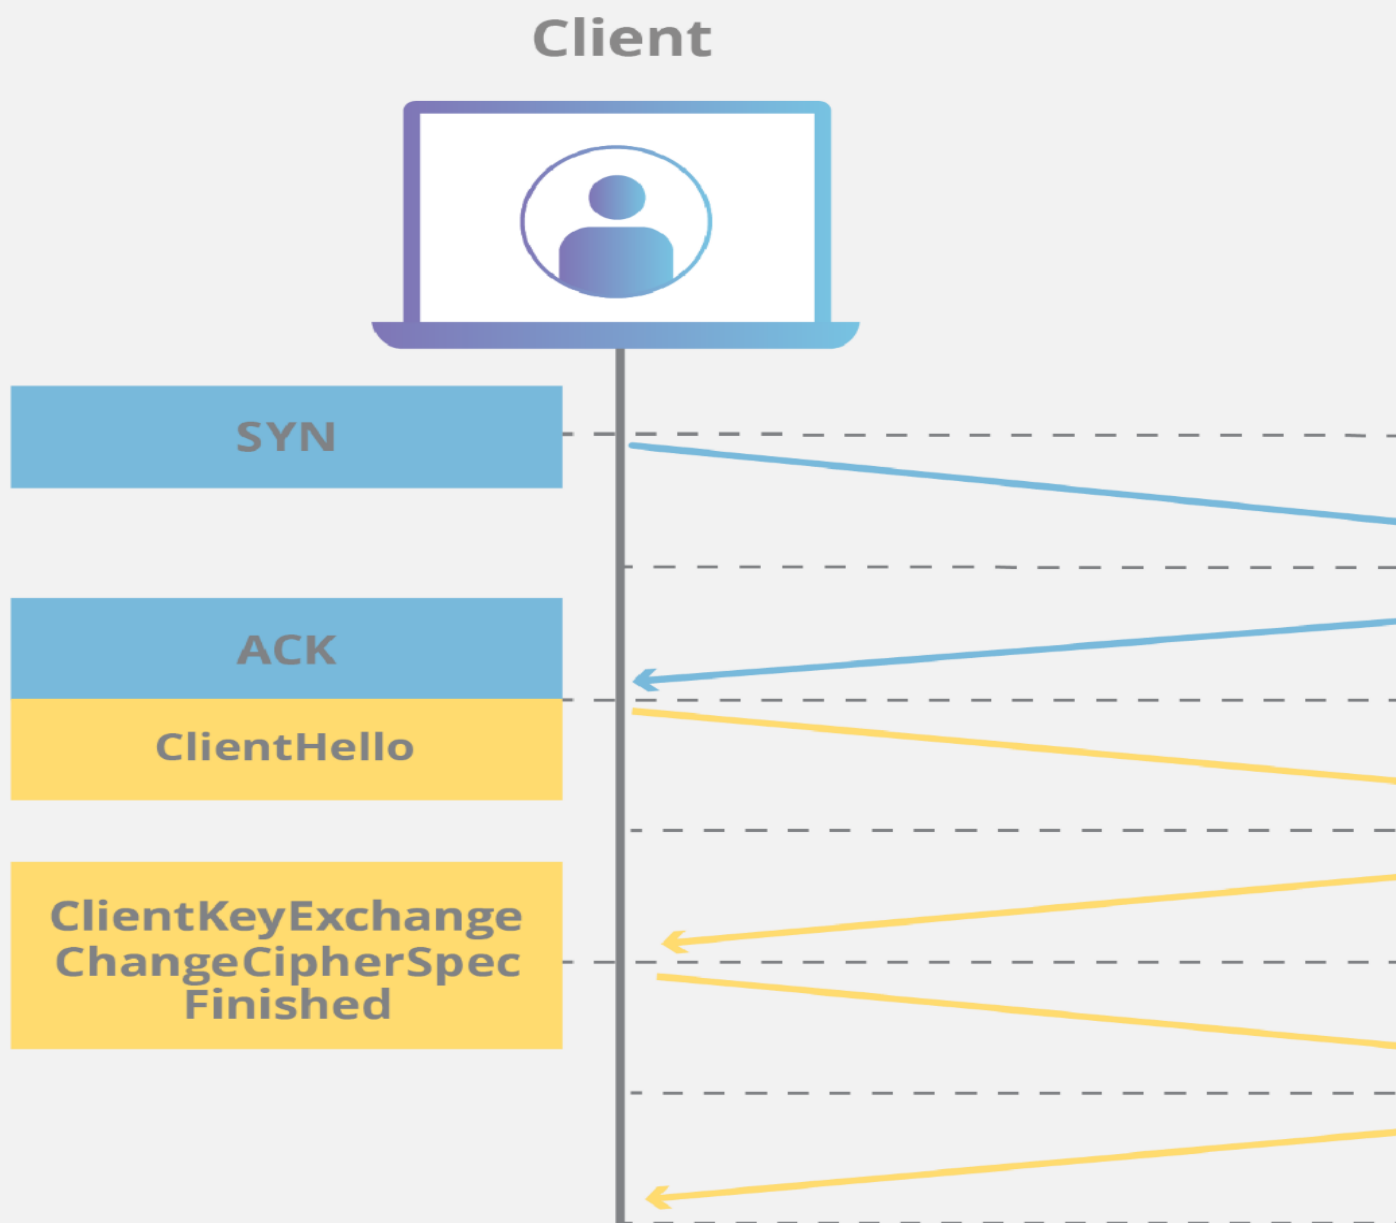 Client
SYN
ACK
ClientHello
ClientKeyExchange
ChangeCipherSpec
Finished